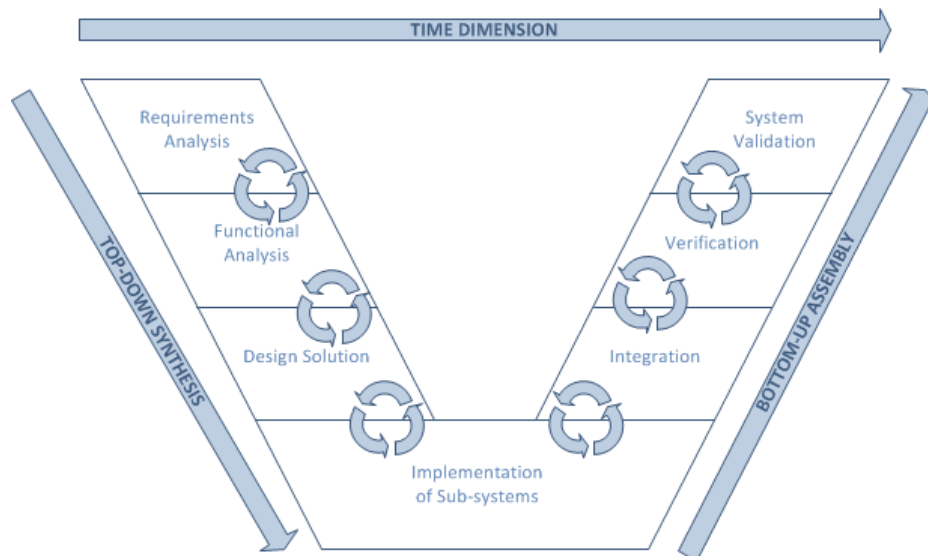 TIME DIMENSION
Requirements
Analysis
System
Validation
Functional
Analysis
Verification
TOP-DOWN SYNTHESIS
BOTTOM-UP ASSEMBLY
Design Solution
Integration
Implementation
of Sub-systems